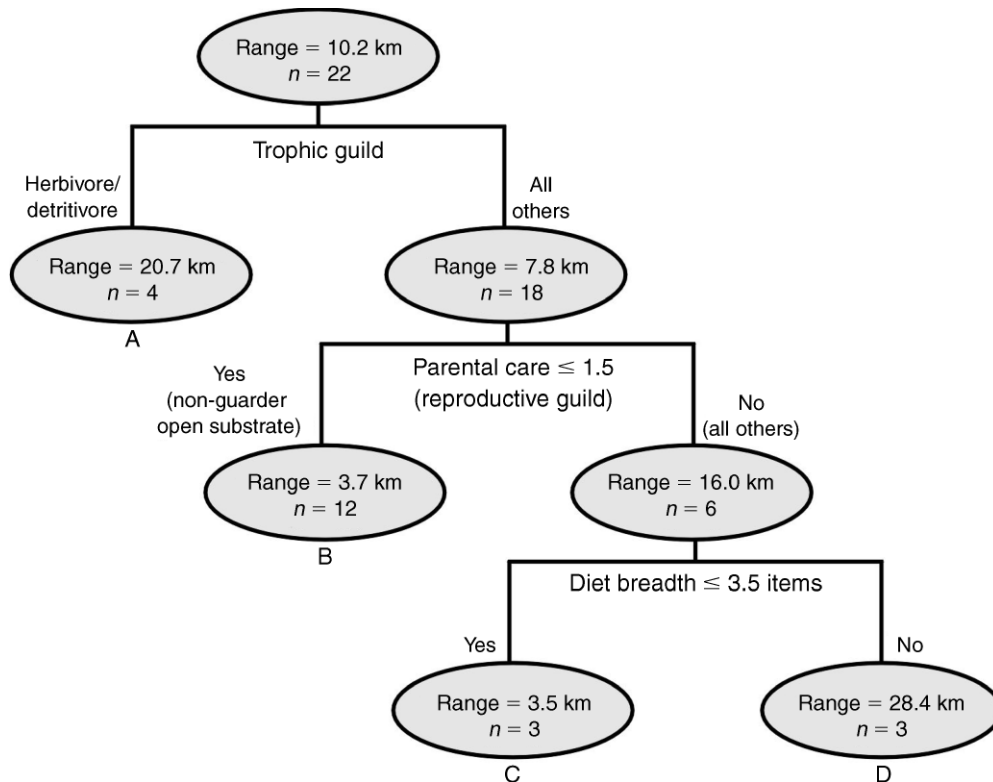 Range = 10.2 km
n = 22
Trophic guild
Herbivore/
detritivore
All
others
Range = 20.7 km
n = 4
A
Range = 7.8 km
n = 18
Parental care ≤ 1.5
(reproductive guild)
Yes
(non-guarder
open substrate)
No
(all others)
Range = 3.7 km
n = 12
B
Range = 16.0 km
n = 6
Diet breadth ≤ 3.5 items
Yes
No
Range = 3.5 km
n = 3
C
Range = 28.4 km
n = 3
D